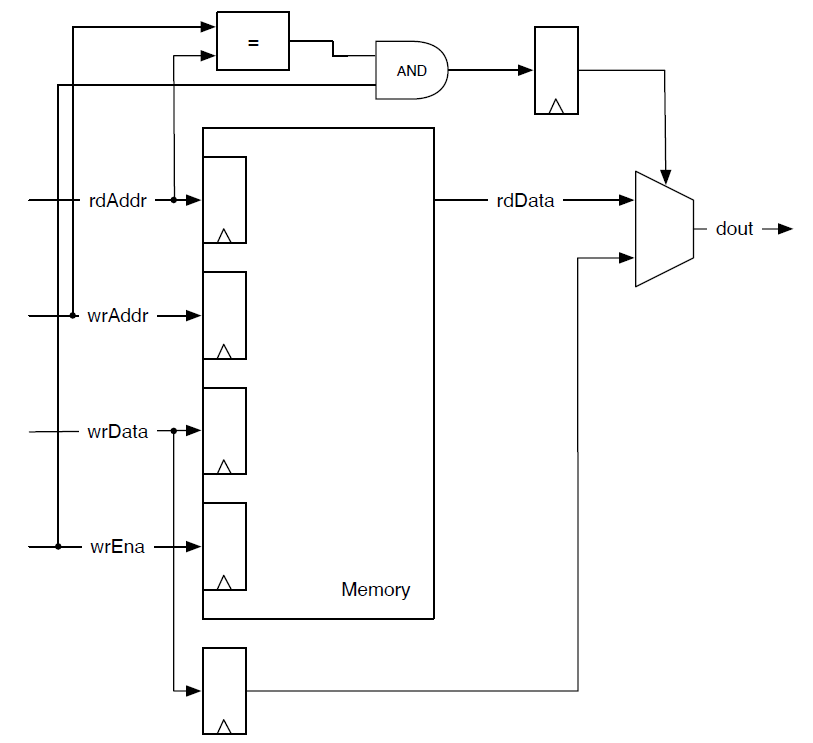 =
AND
rdAddr
rdData
dout
wrAddr
wrData
wrEna
Memory